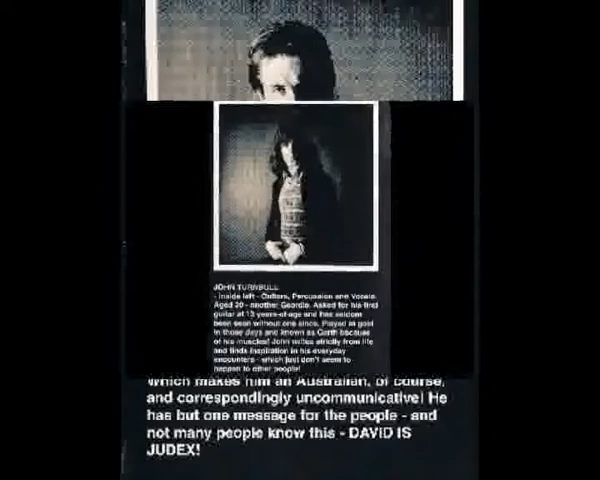 JOHN TURNBULL
- Inside left - Guitars, Percussion and Vocals.
Aged 20 - another Geordie. Asked for his first
guitar at 13 years-of-age and has seldom
been seen without one since. Played in goal
in those days and known as Garth because
of his muscles! John writes strictly from life
and finds inspiration in his everyday
encounters - which just don't seem to
happen to other people!
which makes him an Australian, of course,
and correspondingly uncommunicative! He
has but one message for the people - and
not many people know this - DAVID IS
JUDEX!